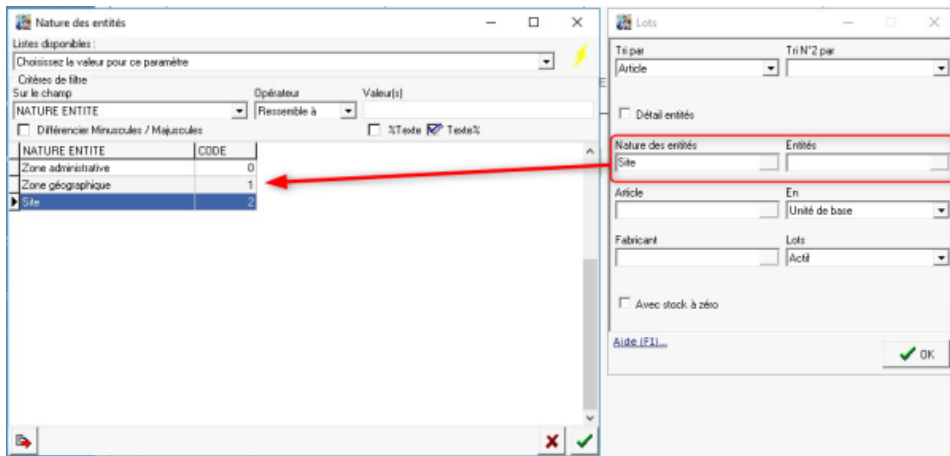 Nature des entités
Listes disponibles :
Choisissez la valeur pour ce paramètre
Critères de filtre
Sur le champ Opérateur Valeur(s)
NATURE ENTITE Ressemble à
Différencier Minuscules / Majuscules %Texte Texte%
NATURE ENTITE CODE
Zone administrative 0
Zone géographique 1
Site 2
Lots
Tri par Tri N°2 par
Article
Détail entités
Nature des entités Entités
Site
Article En
Unité de base
Fabricant Lots
Actif
Avec stock à zéro
Aide (F1)...
OK